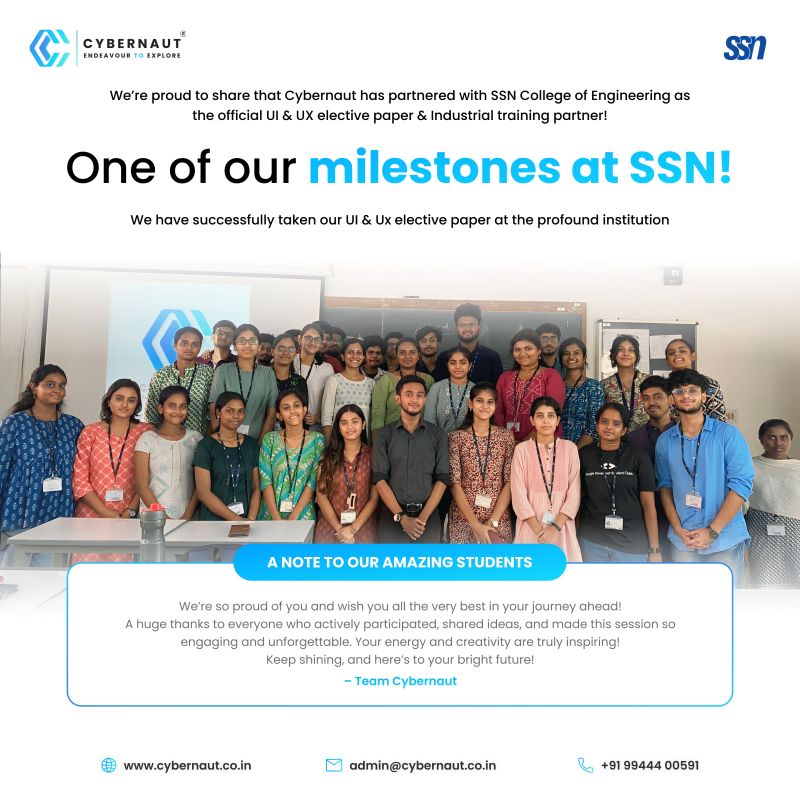 CYBERNAUT®
ENDEAVOUR TO EXPLORE
ssn
We’re proud to share that Cybernaut has partnered with SSN College of Engineering as
the official UI & UX elective paper & Industrial training partner!
One of our milestones at SSN!
We have successfully taken our UI & Ux elective paper at the profound institution
A NOTE TO OUR AMAZING STUDENTS
We’re so proud of you and wish you all the very best in your journey ahead!
A huge thanks to everyone who actively participated, shared ideas, and made this session so
engaging and unforgettable. Your energy and creativity are truly inspiring!
Keep shining, and here’s to your bright future!
– Team Cybernaut
www.cybernaut.co.in
admin@cybernaut.co.in
+91 99444 00591